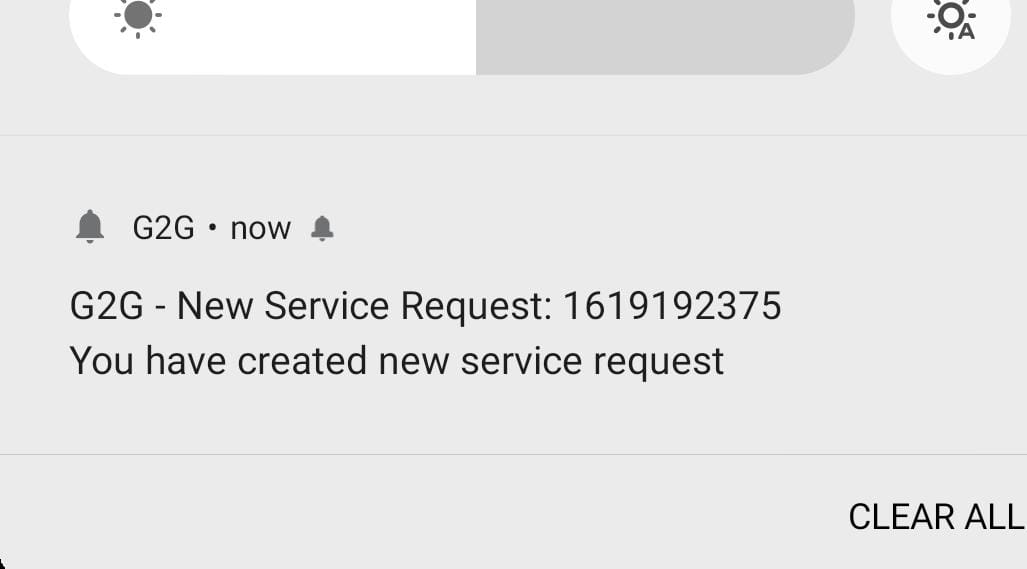 A
G2G • now
G2G - New Service Request: 1619192375
You have created new service request
CLEAR ALL